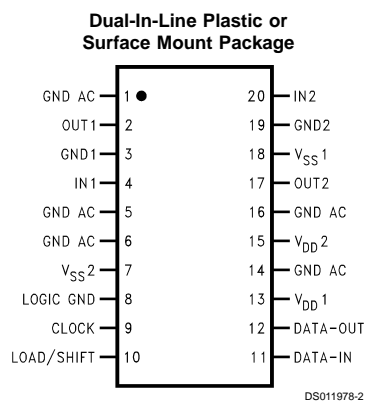 Dual-In-Line Plastic or
Surface Mount Package
GND AC 1 20 IN2
OUT1 2 19 GND2
GND1 3 18 VSS1
IN1 4 17 OUT2
GND AC 5 16 GND AC
GND AC 6 15 VDD2
VSS2 7 14 GND AC
LOGIC GND 8 13 VDD1
CLOCK 9 12 DATA-OUT
LOAD/SHIFT 10 11 DATA-IN
DS011978-2